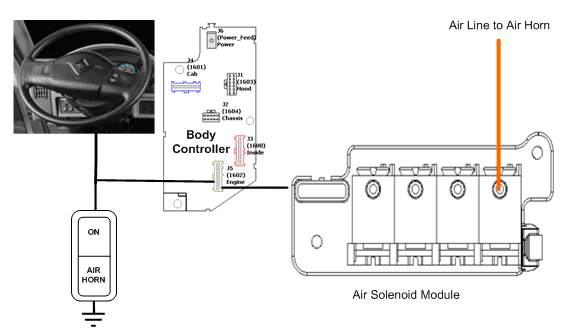 Air Line to Air Horn
J6
(Power_Feed)
Power
J4
(1601)
Cab
J1
(1603)
Hood
J2
(1604)
Chassis
Body
Controller
J3
(1600)
Inside
J5
(1602)
Engine
ON
AIR
HORN
Air Solenoid Module